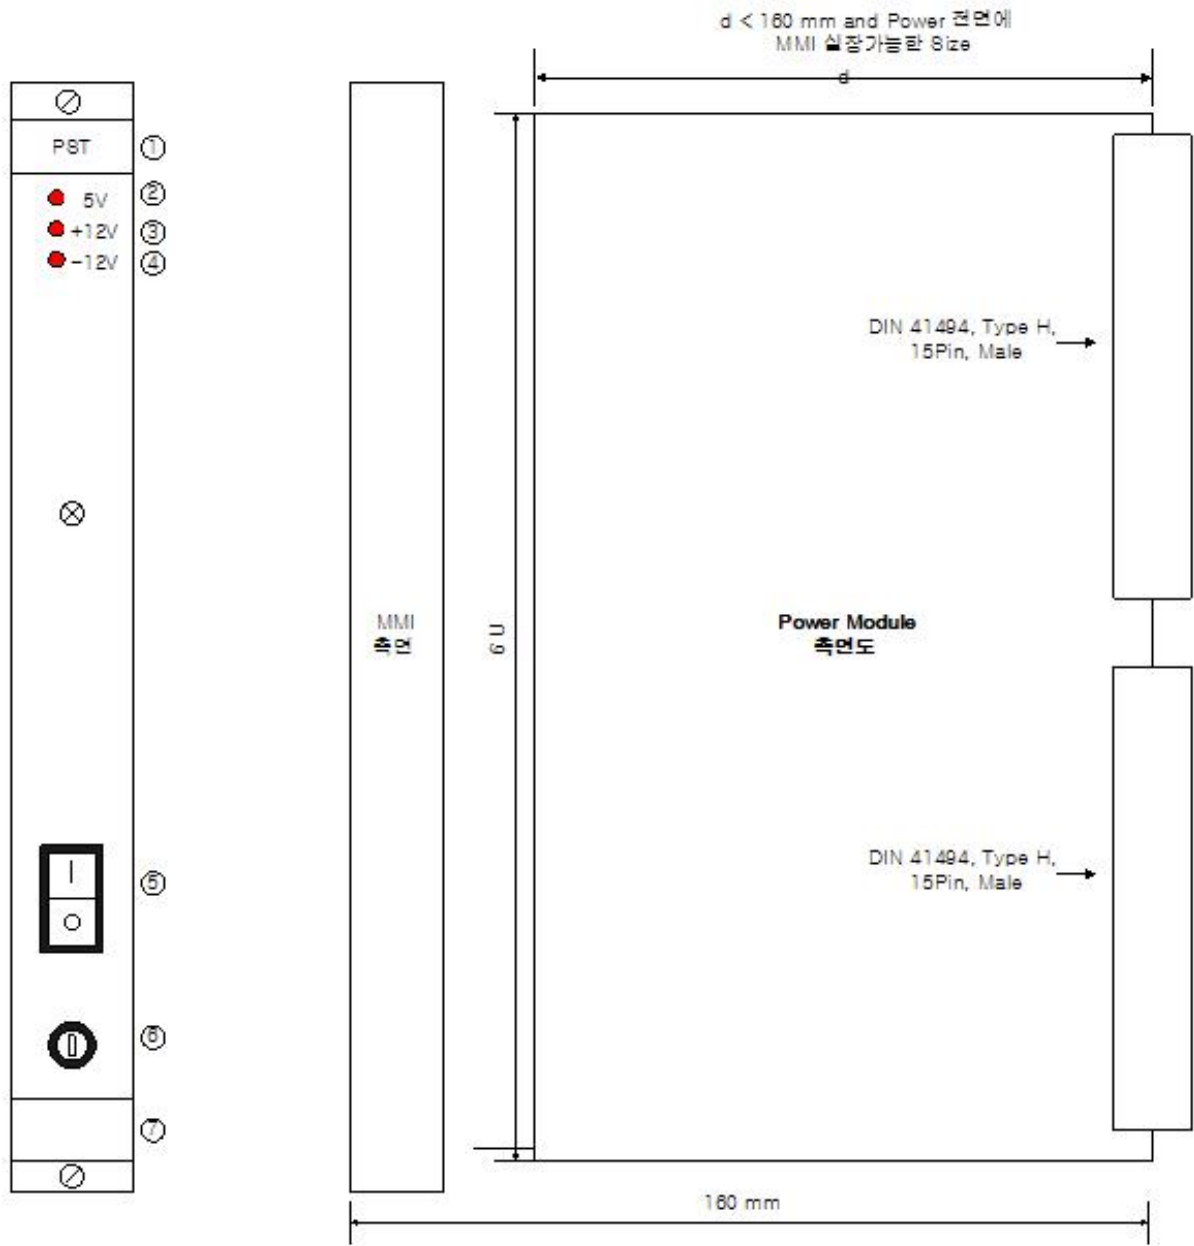 d < 160 mm and Power 전면에
MMI 실장가능한 Size
d
PST
①
5V
②
+12V
③
-12V
④
DIN 41494, Type H,
15Pin, Male
MMI
측면
6 U
Power Module
측면도
DIN 41494, Type H,
15Pin, Male
I
O
⑤
⑥
⑦
160 mm